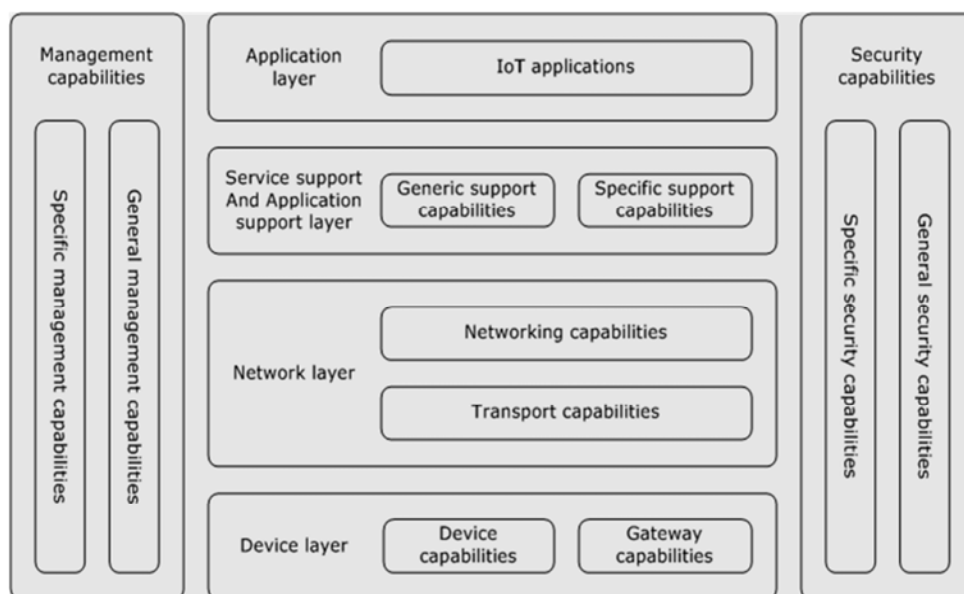 Management
capabilities
Specific management capabilities
General management capabilities
Application
layer
IoT applications
Service support
And Application
support layer
Generic support
capabilities
Specific support
capabilities
Network layer
Networking capabilities
Transport capabilities
Device layer
Device
capabilities
Gateway
capabilities
Security
capabilities
Specific security capabilities
General security capabilities